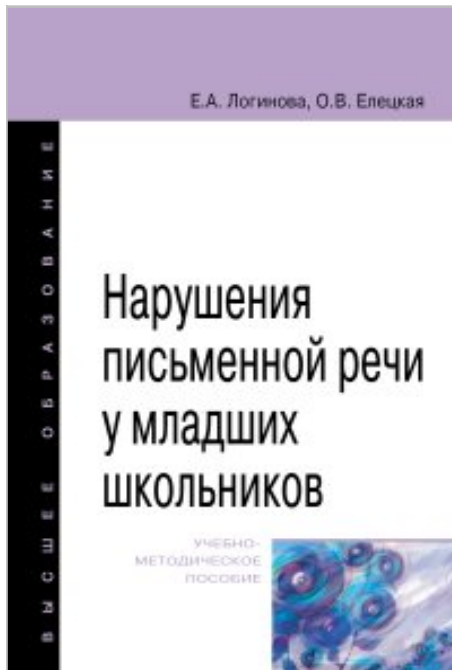 Е.А. Логинова, О.В. Елецкая
ВЫСШЕЕ ОБРАЗОВАНИЕ
Нарушения
письменной речи
у младших
школьников
УЧЕБНО-
МЕТОДИЧЕСКОЕ
ПОСОБИЕ